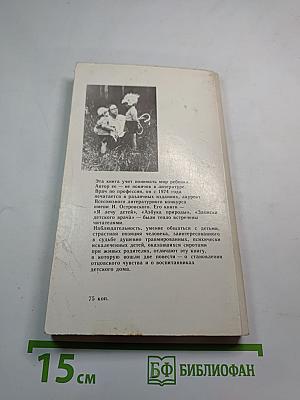 Эта книга учит понимать мир ребенка.
Автор ее — не новичок в литературе.
Врач по профессии, он с 1974 года
печатается в различных изданиях, лауреат
Всесоюзного литературного конкурса
имени Н. Островского. Его книги —
«Я лечу детей», «Азбука природы», «Записки
детского врача» — были тепло встречены
читателями.
Наблюдательность, умение общаться с детьми,
страстная позиция человека, заинтересованного
в судьбе душевно травмированных, психически
искалеченных детей, оказавшихся сиротами
при живых родителях, отличают эту книгу,
в которую вошли две повести — о становлении
отцовского чувства и о воспитанниках
детского дома.
75 коп.
15 см
БФ БИБЛИОФАН